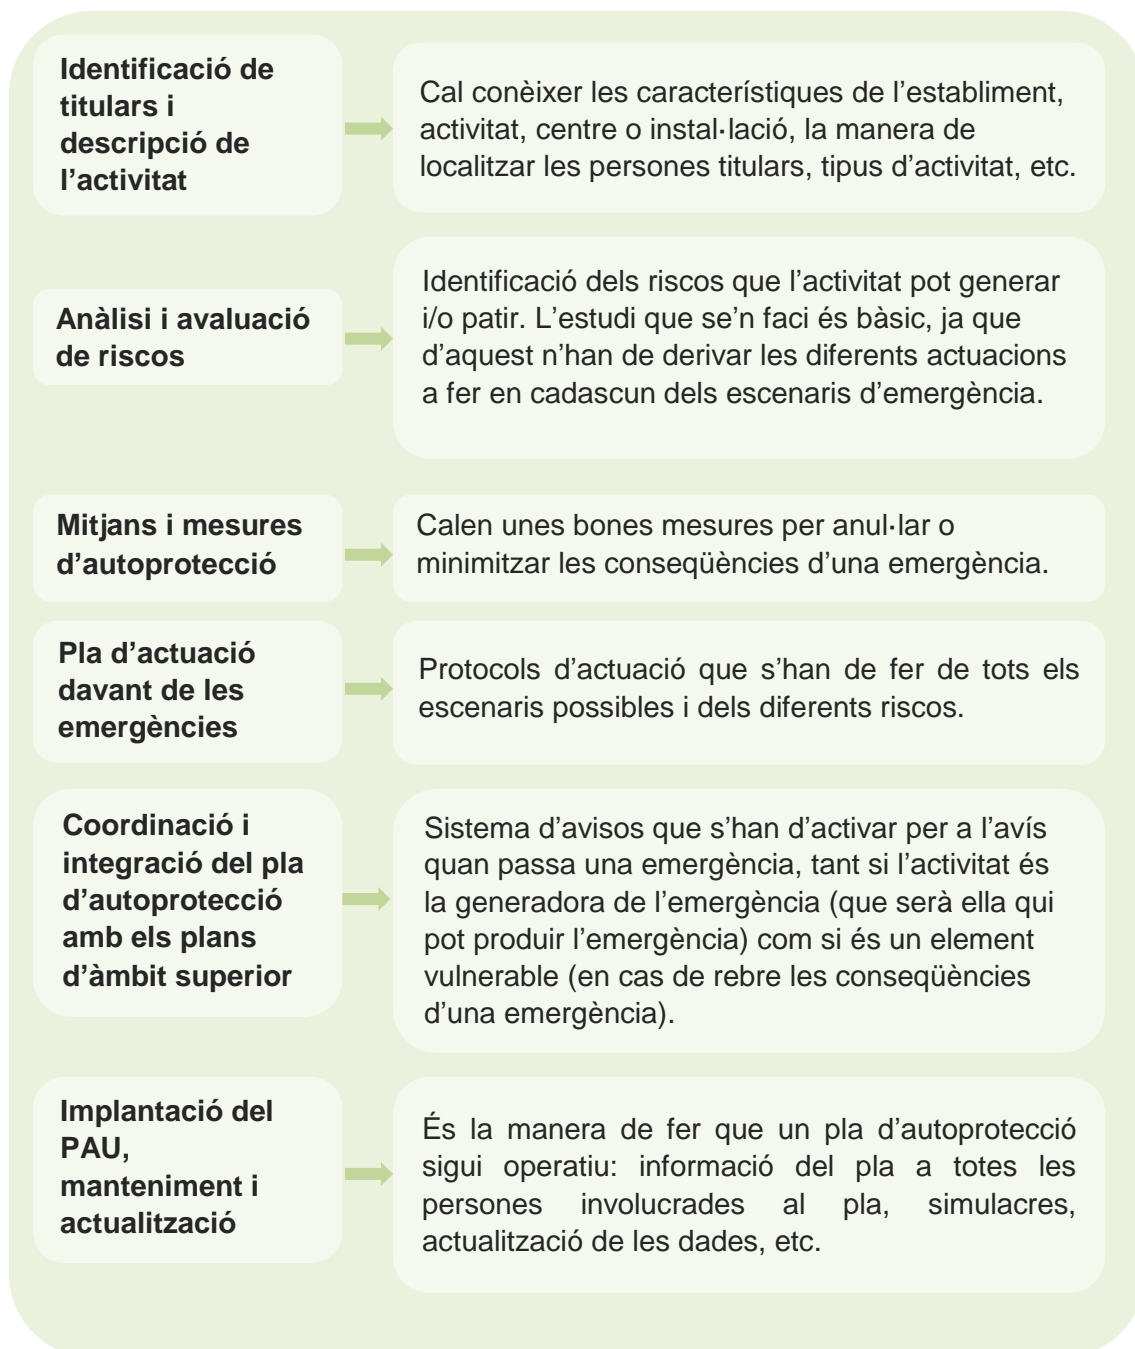 Identificació de
titulars i
descripció de
l’activitat
Cal conèixer les característiques de l’establiment,
activitat, centre o instal·lació, la manera de
localitzar les persones titulars, tipus d’activitat, etc.
Anàlisi i avaluació
de riscos
Identificació dels riscos que l’activitat pot generar
i/o patir. L’estudi que se’n faci és bàsic, ja que
d’aquest n’han de derivar les diferents actuacions
a fer en cadascun dels escenaris d’emergència.
Mitjans i mesures
d’autoprotecció
Calen unes bones mesures per anul·lar o
minimitzar les conseqüències d’una emergència.
Pla d’actuació
davant de les
emergències
Protocols d’actuació que s’han de fer de tots els
escenaris possibles i dels diferents riscos.
Coordinació i
integració del pla
d’autoprotecció
amb els plans
d’àmbit superior
Sistema d’avisos que s’han d’activar per a l’avís
quan passa una emergència, tant si l’activitat és
la generadora de l’emergència (que serà ella qui
pot produir l’emergència) com si és un element
vulnerable (en cas de rebre les conseqüències
d’una emergència).
Implantació del
PAU,
manteniment i
actualització
És la manera de fer que un pla d’autoprotecció
sigui operatiu: informació del pla a totes les
persones involucrades al pla, simulacres,
actualització de les dades, etc.